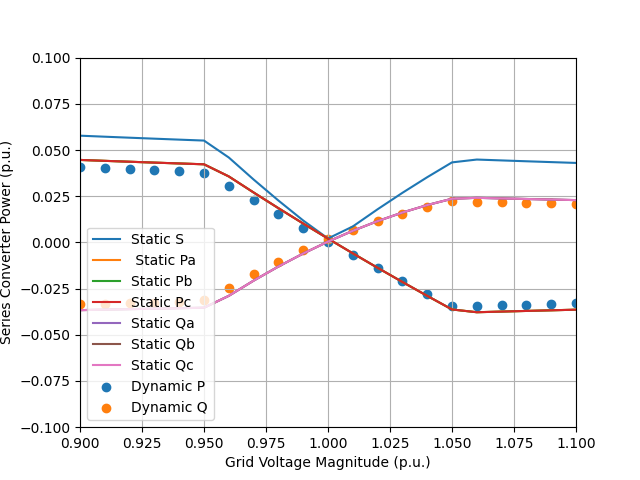 0.100
0.075
0.050
0.025
0.000
−0.025
−0.050
−0.075
−0.100
Series Converter Power (p.u.)
Static S
Static Pa
Static Pb
Static Pc
Static Qa
Static Qb
Static Qc
Dynamic P
Dynamic Q
0.900 0.925 0.950 0.975 1.000 1.025 1.050 1.075 1.100
Grid Voltage Magnitude (p.u.)